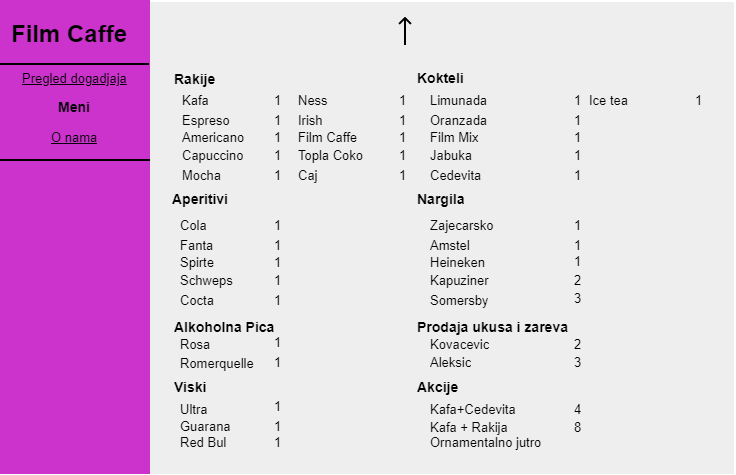 Film Caffe
Pregled dogadjaja
Meni
O nama
Rakije
Kafa 1 Ness 1
Espreso 1 Irish 1
Americano 1 Film Caffe 1
Capuccino 1 Topla Coko 1
Mocha 1 Caj 1
Aperitivi
Cola 1
Fanta 1
Spirte 1
Schweps 1
Cocta 1
Alkoholna Pica
Rosa 1
Romerquelle 1
Viski
Ultra 1
Guarana 1
Red Bul 1
Kokteli
Limunada 1 Ice tea 1
Oranzada 1
Film Mix 1
Jabuka 1
Cedevita 1
Nargila
Zajecarsko 1
Amstel 1
Heineken 1
Kapuziner 2
Somersby 3
Prodaja ukusa i zareva
Kovacevic 2
Aleksic 3
Akcije
Kafa+Cedevita 4
Kafa + Rakija 8
Ornamentalno jutro